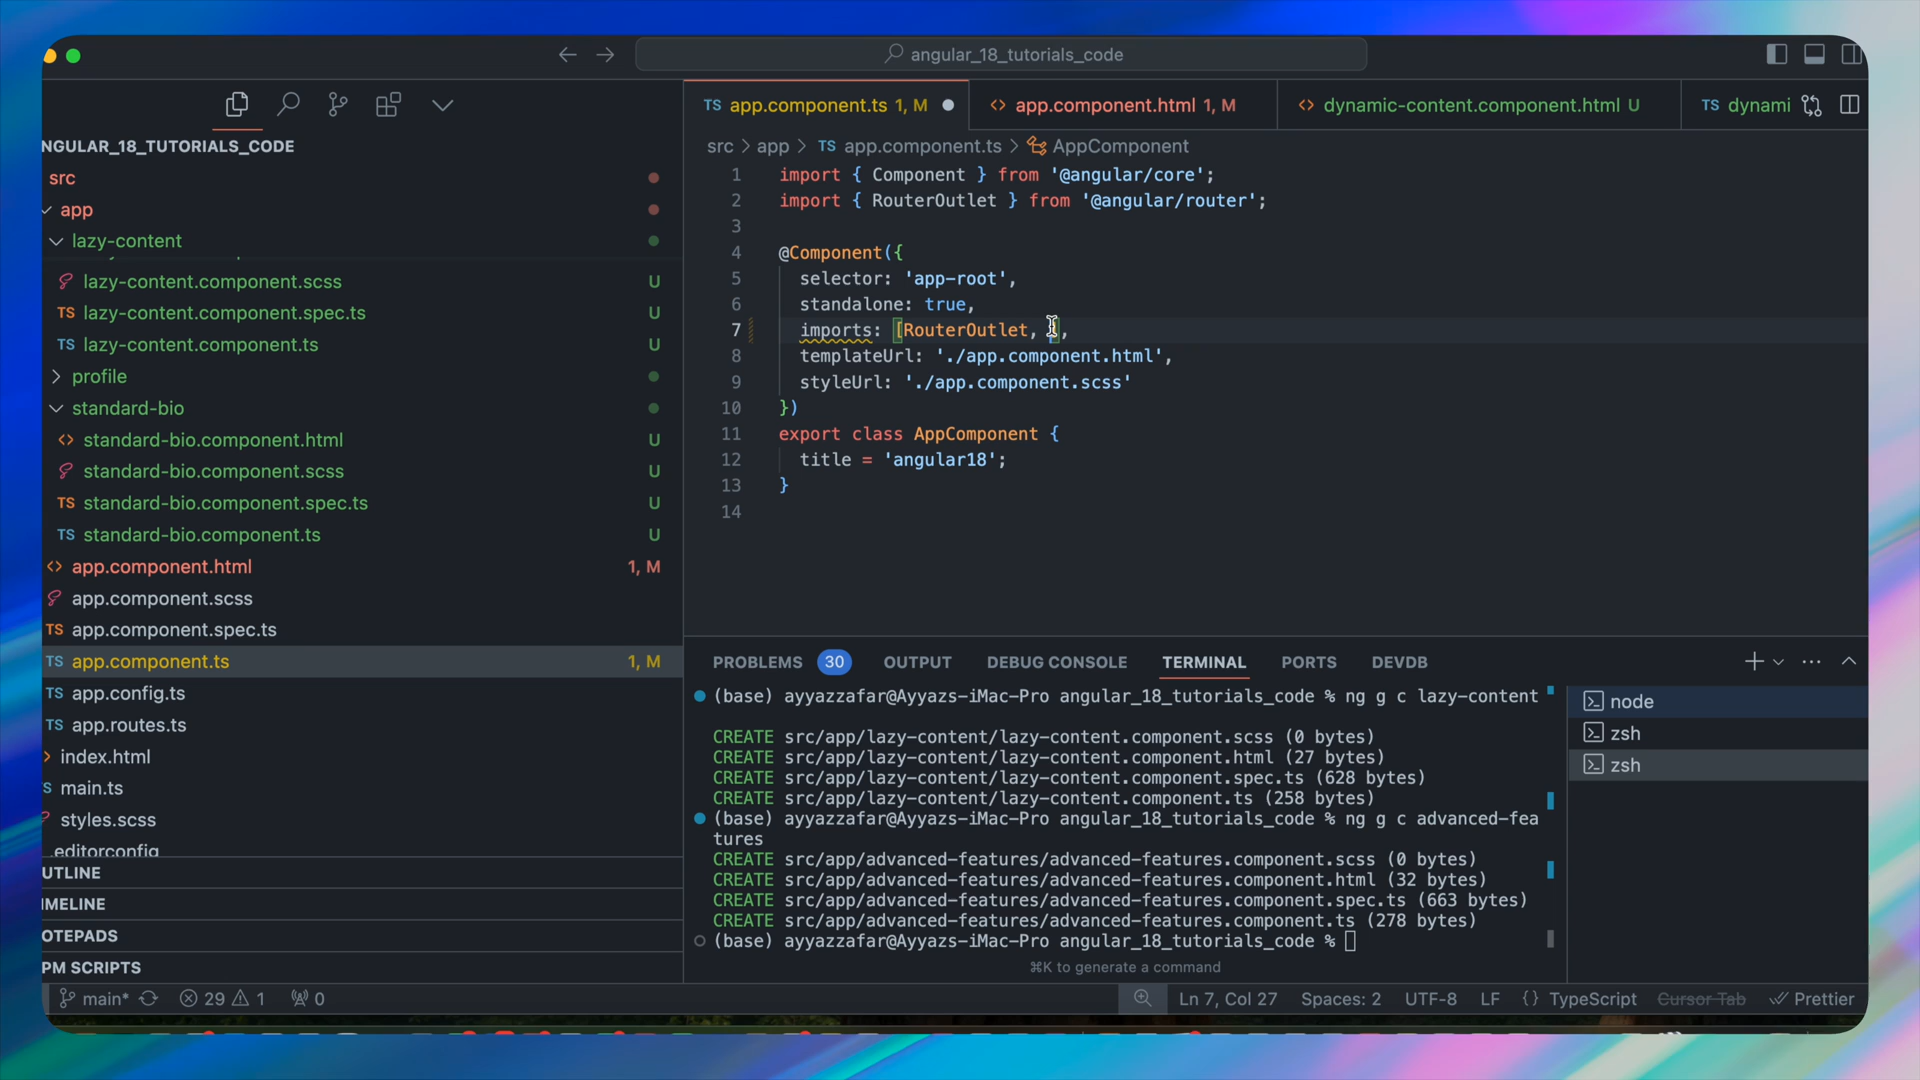 angular_18_tutorials_code
NGULAR_18_TUTORIALS_CODE
src
app
lazy-content
lazy-content.component.scss U
lazy-content.component.spec.ts U
TS lazy-content.component.ts U
profile
standard-bio
standard-bio.component.html U
standard-bio.component.scss U
TS standard-bio.component.spec.ts U
TS standard-bio.component.ts U
app.component.html 1, M
app.component.scss
TS app.component.spec.ts
TS app.component.ts 1, M
TS app.config.ts
TS app.routes.ts
index.html
main.ts
styles.scss
.editorconfig
UTLINE
IMELINE
OTEPADS
PM SCRIPTS
TS app.component.ts 1, M
app.component.html 1, M
dynamic-content.component.html U
TS dynami
src > app > TS app.component.ts > AppComponent
1 import { Component } from '@angular/core';
2 import { RouterOutlet } from '@angular/router';
3
4 @Component({
5 selector: 'app-root',
6 standalone: true,
7 imports: [RouterOutlet, ],
8 templateUrl: './app.component.html',
9 styleUrl: './app.component.scss'
10 })
11 export class AppComponent {
12 title = 'angular18';
13 }
14
PROBLEMS 30 OUTPUT DEBUG CONSOLE TERMINAL PORTS DEVDB
(base) ayyazzafar@Ayyazs-iMac-Pro angular_18_tutorials_code % ng g c lazy-content
CREATE src/app/lazy-content/lazy-content.component.scss (0 bytes)
CREATE src/app/lazy-content/lazy-content.component.html (27 bytes)
CREATE src/app/lazy-content/lazy-content.component.spec.ts (628 bytes)
CREATE src/app/lazy-content/lazy-content.component.ts (258 bytes)
(base) ayyazzafar@Ayyazs-iMac-Pro angular_18_tutorials_code % ng g c advanced-fea
tures
CREATE src/app/advanced-features/advanced-features.component.scss (0 bytes)
CREATE src/app/advanced-features/advanced-features.component.html (32 bytes)
CREATE src/app/advanced-features/advanced-features.component.spec.ts (663 bytes)
CREATE src/app/advanced-features/advanced-features.component.ts (278 bytes)
(base) ayyazzafar@Ayyazs-iMac-Pro angular_18_tutorials_code %
⌘K to generate a command
node
zsh
zsh
main* 29 1 0 Ln 7, Col 27 Spaces: 2 UTF-8 LF {} TypeScript Cursor Tab Prettier